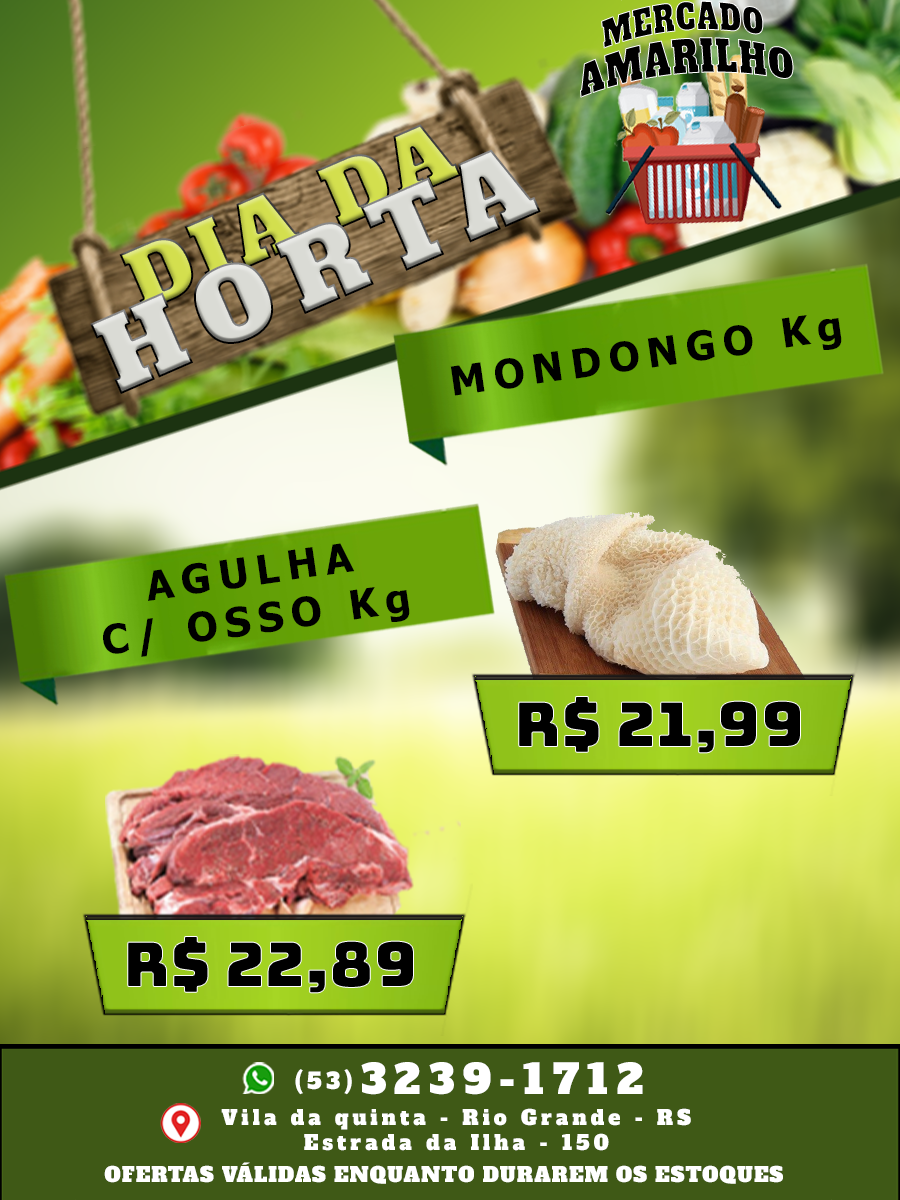 MERCADO
AMARILHO
DIA DA
HORTA
MONDONGO Kg
AGULHA
C/ OSSO Kg
R$ 21,99
R$ 22,89
(53) 3239-1712
Vila da quinta - Rio Grande - RS
Estrada da Ilha - 150
OFERTAS VÁLIDAS ENQUANTO DURAREM OS ESTOQUES